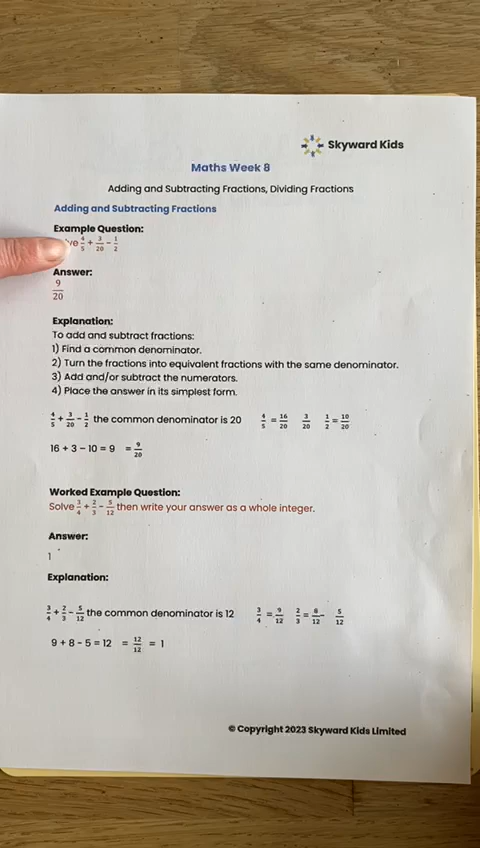 Skyward Kids
Maths Week 8
Adding and Subtracting Fractions, Dividing Fractions
Adding and Subtracting Fractions
Example Question:
ve 4/5 + 3/20 - 1/2
Answer:
9/20
Explanation:
To add and subtract fractions:
1) Find a common denominator.
2) Turn the fractions into equivalent fractions with the same denominator.
3) Add and/or subtract the numerators.
4) Place the answer in its simplest form.
4/5 + 3/20 - 1/2 the common denominator is 20 4/5 = 16/20 3/20 1/2 = 10/20
16 + 3 - 10 = 9 = 9/20
Worked Example Question:
Solve 3/4 + 2/3 - 5/12 then write your answer as a whole integer.
Answer:
1
Explanation:
3/4 + 2/3 - 5/12 the common denominator is 12 3/4 = 9/12 2/3 = 8/12 - 5/12
9 + 8 - 5 = 12 = 12/12 = 1
© Copyright 2023 Skyward Kids Limited